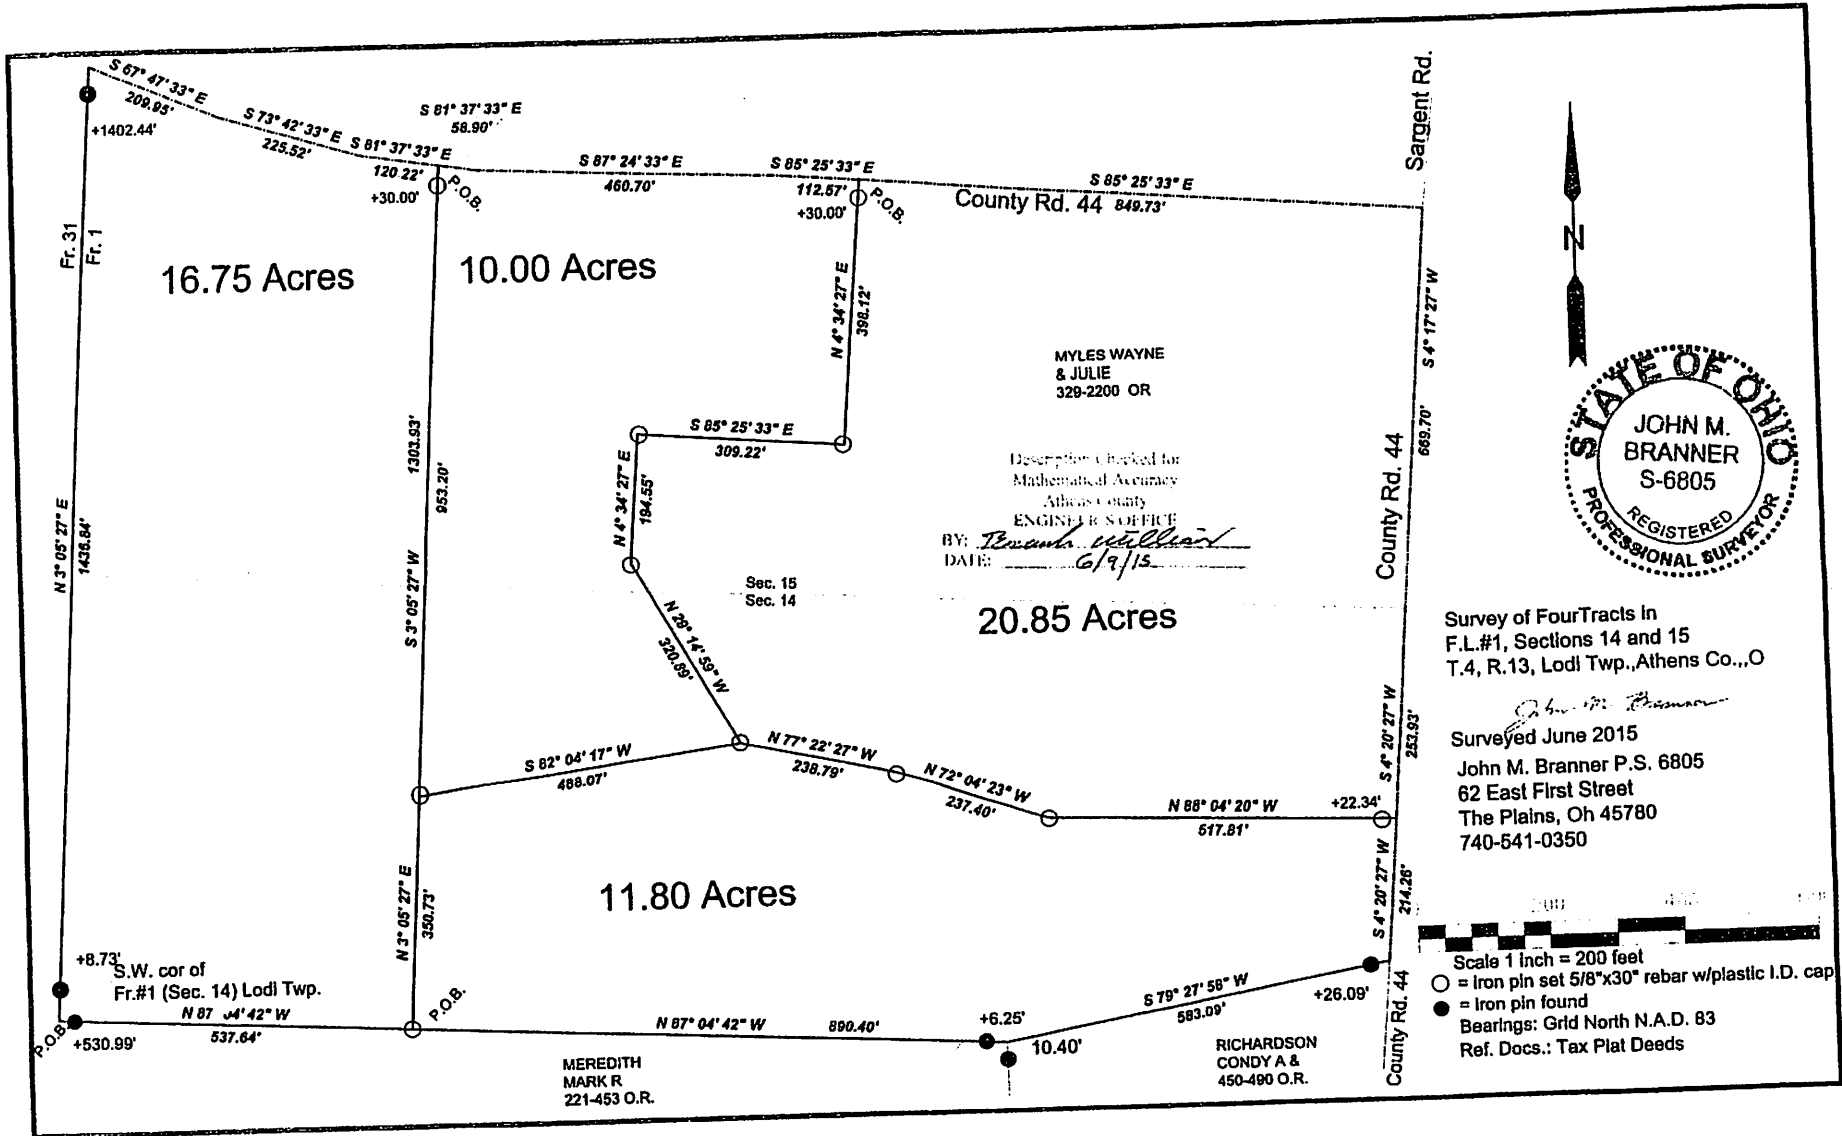 S 67° 47' 33" E
209.95'
+1402.44'
S 73° 42' 33" E
225.52'
S 81° 37' 33" E
120.22'
+30.00'
P.O.B.
S 81° 37' 33" E
58.90'
S 87° 24' 33" E
460.70'
S 85° 25' 33" E
112.57'
+30.00'
P.O.B.
S 85° 25' 33" E
County Rd. 44 849.73'
Sargent Rd.
N
Fr. 31
Fr. 1
16.75 Acres
10.00 Acres
N 4° 34' 27" E
398.12'
S 4° 17' 27" W
669.70'
MYLES WAYNE
& JULIE
329-2200 OR
STATE OF OHIO
JOHN M.
BRANNER
S-6805
REGISTERED
PROFESSIONAL SURVEYOR
S 85° 25' 33" E
309.22'
1303.93'
953.20'
S 3° 05' 27" W
N 4° 34' 27" E
194.55'
Description Checked for
Mathematical Accuracy
Athens County
ENGINEER'S OFFICE
BY:
DATE: 6/9/15
County Rd. 44
N 3° 05' 27" E
1436.84'
Sec. 15
Sec. 14
20.85 Acres
N 29° 14' 59" W
320.89'
Survey of FourTracts in
F.L.#1, Sections 14 and 15
T.4, R.13, Lodi Twp.,Athens Co.,,O
John M. Branner
Surveyed June 2015
John M. Branner P.S. 6805
62 East First Street
The Plains, Oh 45780
740-541-0350
S 82° 04' 17" W
488.07'
N 77° 22' 27" W
238.79'
N 72° 04' 23" W
237.40'
N 88° 04' 20" W
517.81'
+22.34'
S 4° 20' 27" W
253.93'
S 4° 20' 27" W
214.26'
11.80 Acres
N 3° 05' 27" E
350.73'
200
Scale 1 inch = 200 feet
= Iron pin set 5/8"x30" rebar w/plastic I.D. cap
= Iron pin found
Bearings: Grid North N.A.D. 83
Ref. Docs.: Tax Plat Deeds
+8.73'
S.W. cor of
Fr.#1 (Sec. 14) Lodi Twp.
N 87 04' 42" W
537.64'
P.O.B.
+530.99'
P.O.B.
N 87° 04' 42" W
890.40'
+6.25'
10.40'
S 79° 27' 58" W
583.09'
+26.09'
County Rd. 44
MEREDITH
MARK R
221-453 O.R.
RICHARDSON
CONDY A &
450-490 O.R.